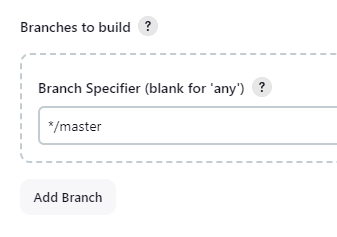 Branches to build ?
Branch Specifier (blank for 'any') ?
*/master
Add Branch